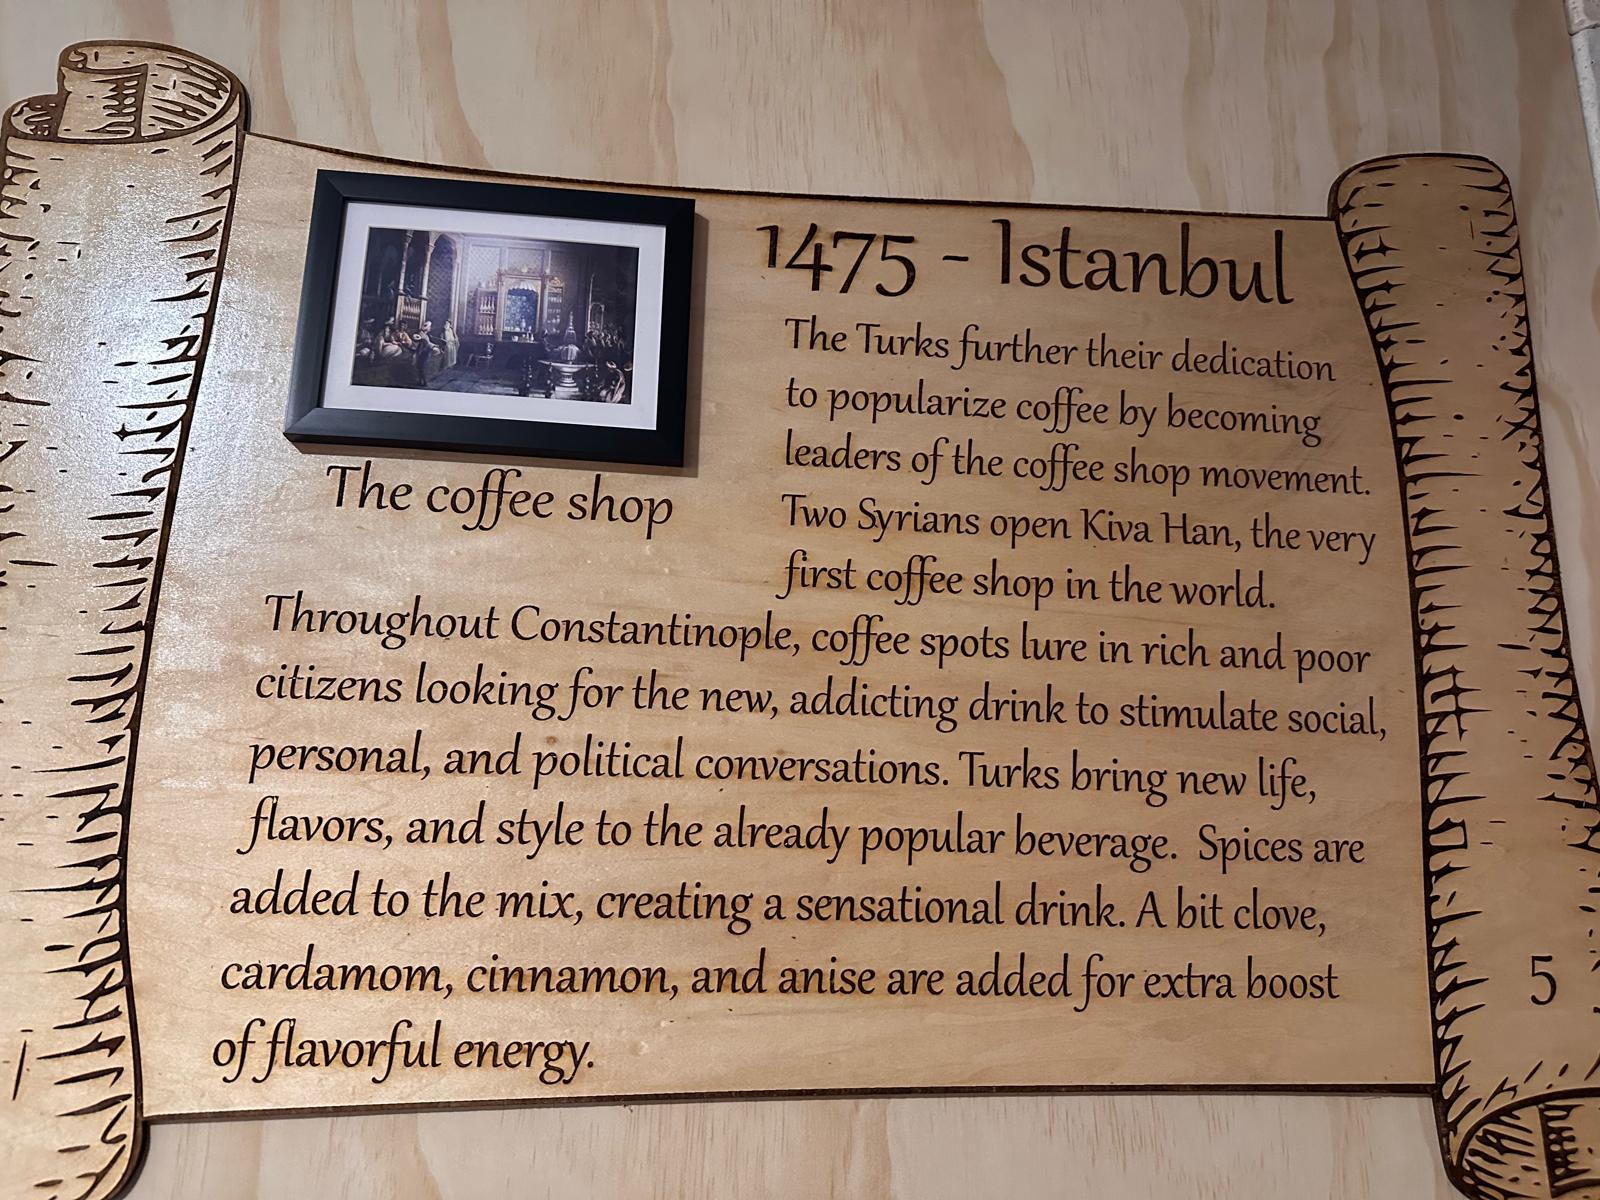 1475 - Istanbul
The Turks further their dedication
to popularize coffee by becoming
leaders of the coffee shop movement.
Two Syrians open Kiva Han, the very
first coffee shop in the world.
The coffee shop
Throughout Constantinople, coffee spots lure in rich and poor
citizens looking for the new, addicting drink to stimulate social,
personal, and political conversations. Turks bring new life,
flavors, and style to the already popular beverage. Spices are
added to the mix, creating a sensational drink. A bit clove,
cardamom, cinnamon, and anise are added for extra boost
of flavorful energy.
5